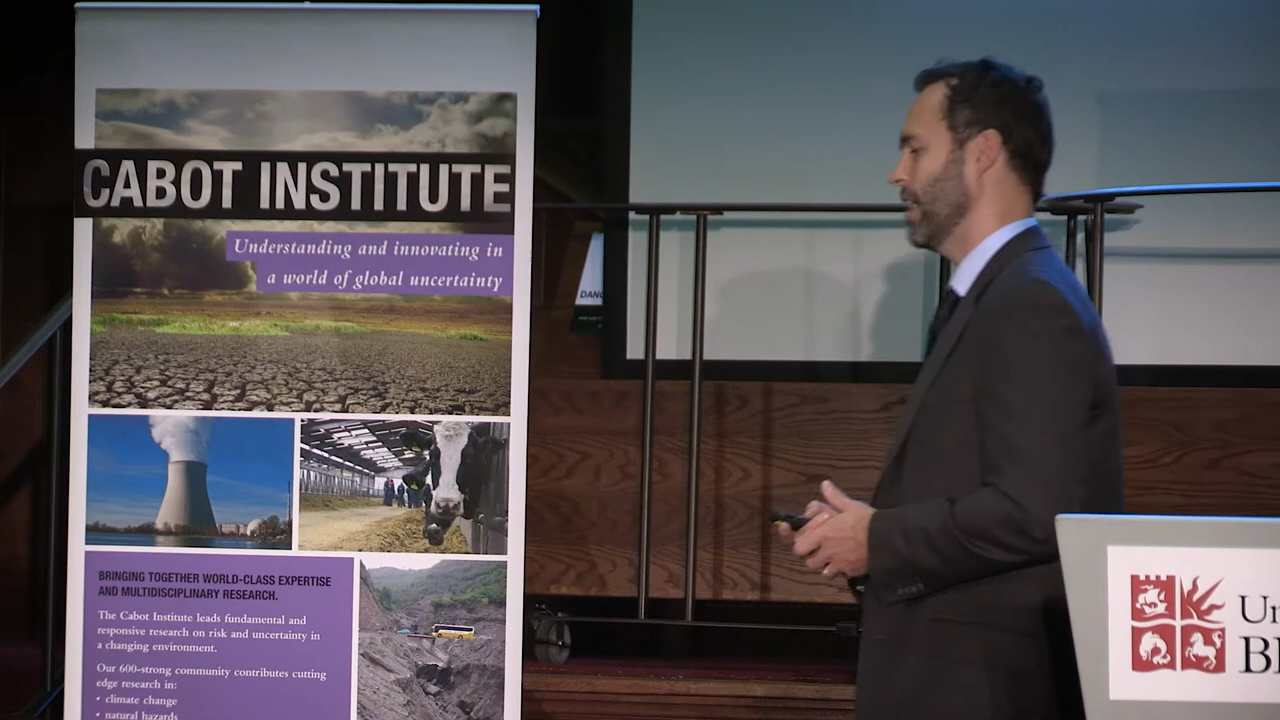 CABOT INSTITUTE
Understanding and innovating in
a world of global uncertainty
BRINGING TOGETHER WORLD-CLASS EXPERTISE
AND MULTIDISCIPLINARY RESEARCH.
The Cabot Institute leads fundamental and
responsive research on risk and uncertainty in
a changing environment.
Our 600-strong community contributes cutting
edge research in:
• climate change
• natural hazards